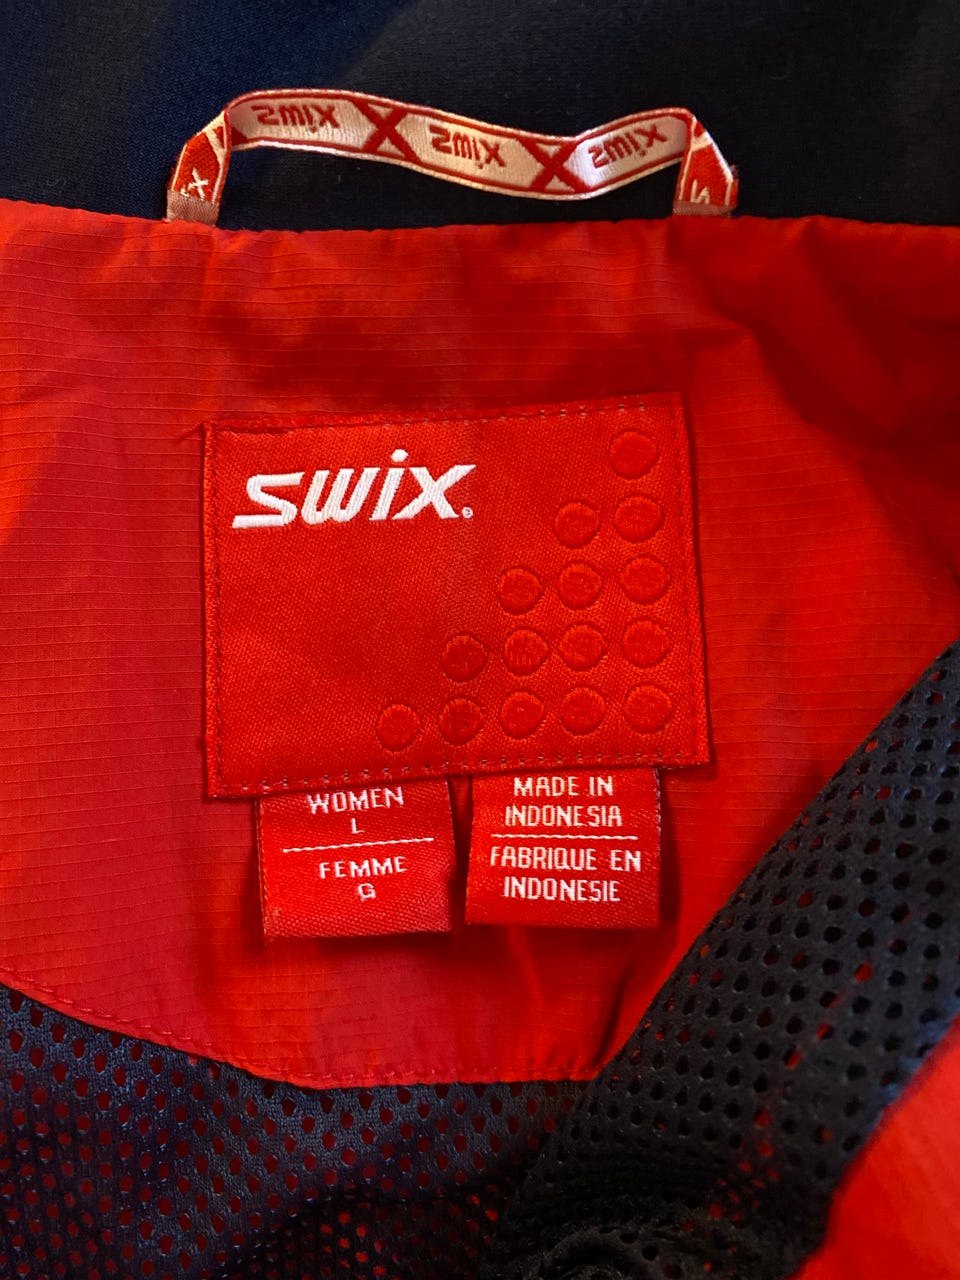 SWIX SWIX SWIX
SWIX®
WOMEN
L
FEMME
G
MADE IN
INDONESIA
FABRIQUE EN
INDONESIE